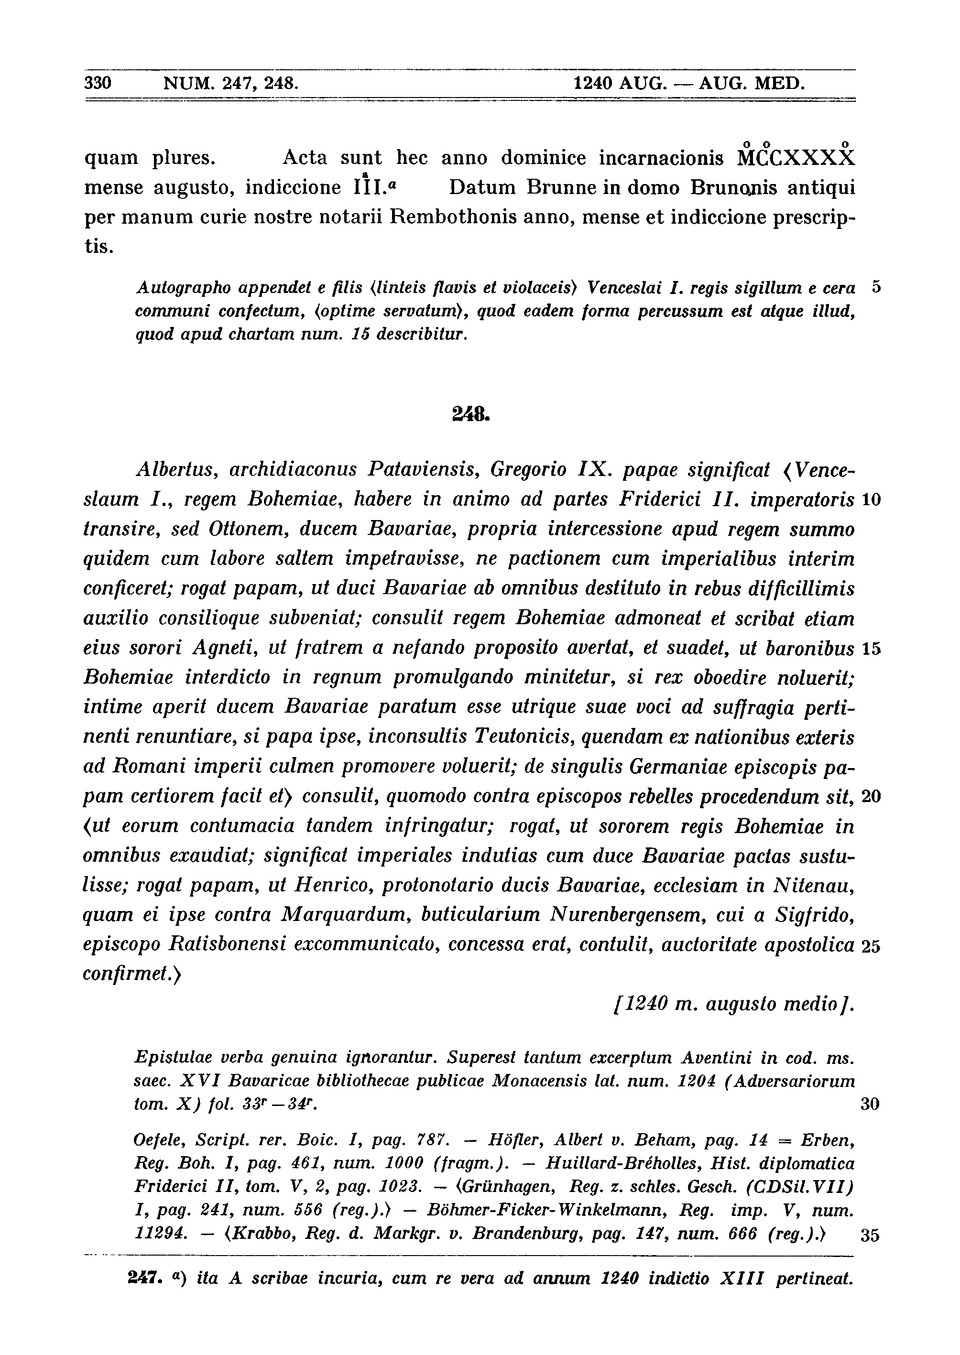 330 NUM. 247, 248. 1240 AUG. — AUG. MED.
quam plures. Acta sunt hec anno dominice incarnacionis M̊C̊CXXXX̊
mense augusto, indiccione III.ᵃ Datum Brunne in domo Brunonis antiqui
per manum curie nostre notarii Rembothonis anno, mense et indiccione prescrip-
tis.
Autographo appendet e filis ⟨linteis flavis et violaceis⟩ Venceslai I. regis sigillum e cera 5
communi confectum, ⟨optime servatum⟩, quod eadem forma percussum est atque illud,
quod apud chartam num. 15 describitur.
248.
Albertus, archidiaconus Pataviensis, Gregorio IX. papae significat ⟨Vence-
slaum I., regem Bohemiae, habere in animo ad partes Friderici II. imperatoris 10
transire, sed Ottonem, ducem Bavariae, propria intercessione apud regem summo
quidem cum labore saltem impetravisse, ne pactionem cum imperialibus interim
conficeret; rogat papam, ut duci Bavariae ab omnibus destituto in rebus difficillimis
auxilio consilioque subveniat; consulit regem Bohemiae admoneat et scribat etiam
eius sorori Agneti, ut fratrem a nefando proposito avertat, et suadet, ut baronibus 15
Bohemiae interdicto in regnum promulgando minitetur, si rex oboedire noluerit;
intime aperit ducem Bavariae paratum esse utrique suae voci ad suffragia perti-
nenti renuntiare, si papa ipse, inconsultis Teutonicis, quendam ex nationibus exteris
ad Romani imperii culmen promovere voluerit; de singulis Germaniae episcopis pa-
pam certiorem facit et⟩ consulit, quomodo contra episcopos rebelles procedendum sit, 20
⟨ut eorum contumacia tandem infringatur; rogat, ut sororem regis Bohemiae in
omnibus exaudiat; significat imperiales indutias cum duce Bavariae pactas sustu-
lisse; rogat papam, ut Henrico, protonotario ducis Bavariae, ecclesiam in Nitenau,
quam ei ipse contra Marquardum, buticularium Nurenbergensem, cui a Sigfrido,
episcopo Ratisbonensi excommunicato, concessa erat, contulit, auctoritate apostolica 25
confirmet.⟩
[1240 m. augusto medio].
Epistulae verba genuina ignorantur. Superest tantum excerptum Aventini in cod. ms.
saec. XVI Bavaricae bibliothecae publicae Monacensis lat. num. 1204 (Adversariorum
tom. X) fol. 33ʳ—34ʳ. 30
Oefele, Script. rer. Boic. I, pag. 787. — Höfler, Albert v. Beham, pag. 14 = Erben,
Reg. Boh. I, pag. 461, num. 1000 (fragm.). — Huillard-Bréholles, Hist. diplomatica
Friderici II, tom. V, 2, pag. 1023. — ⟨Grünhagen, Reg. z. schles. Gesch. (CDSil. VII)
I, pag. 241, num. 556 (reg.).⟩ — Böhmer-Ficker-Winkelmann, Reg. imp. V, num.
11294. — ⟨Krabbo, Reg. d. Markgr. v. Brandenburg, pag. 147, num. 666 (reg.).⟩ 35
247. ᵃ) ita A scribae incuria, cum re vera ad annum 1240 indictio XIII pertineat.